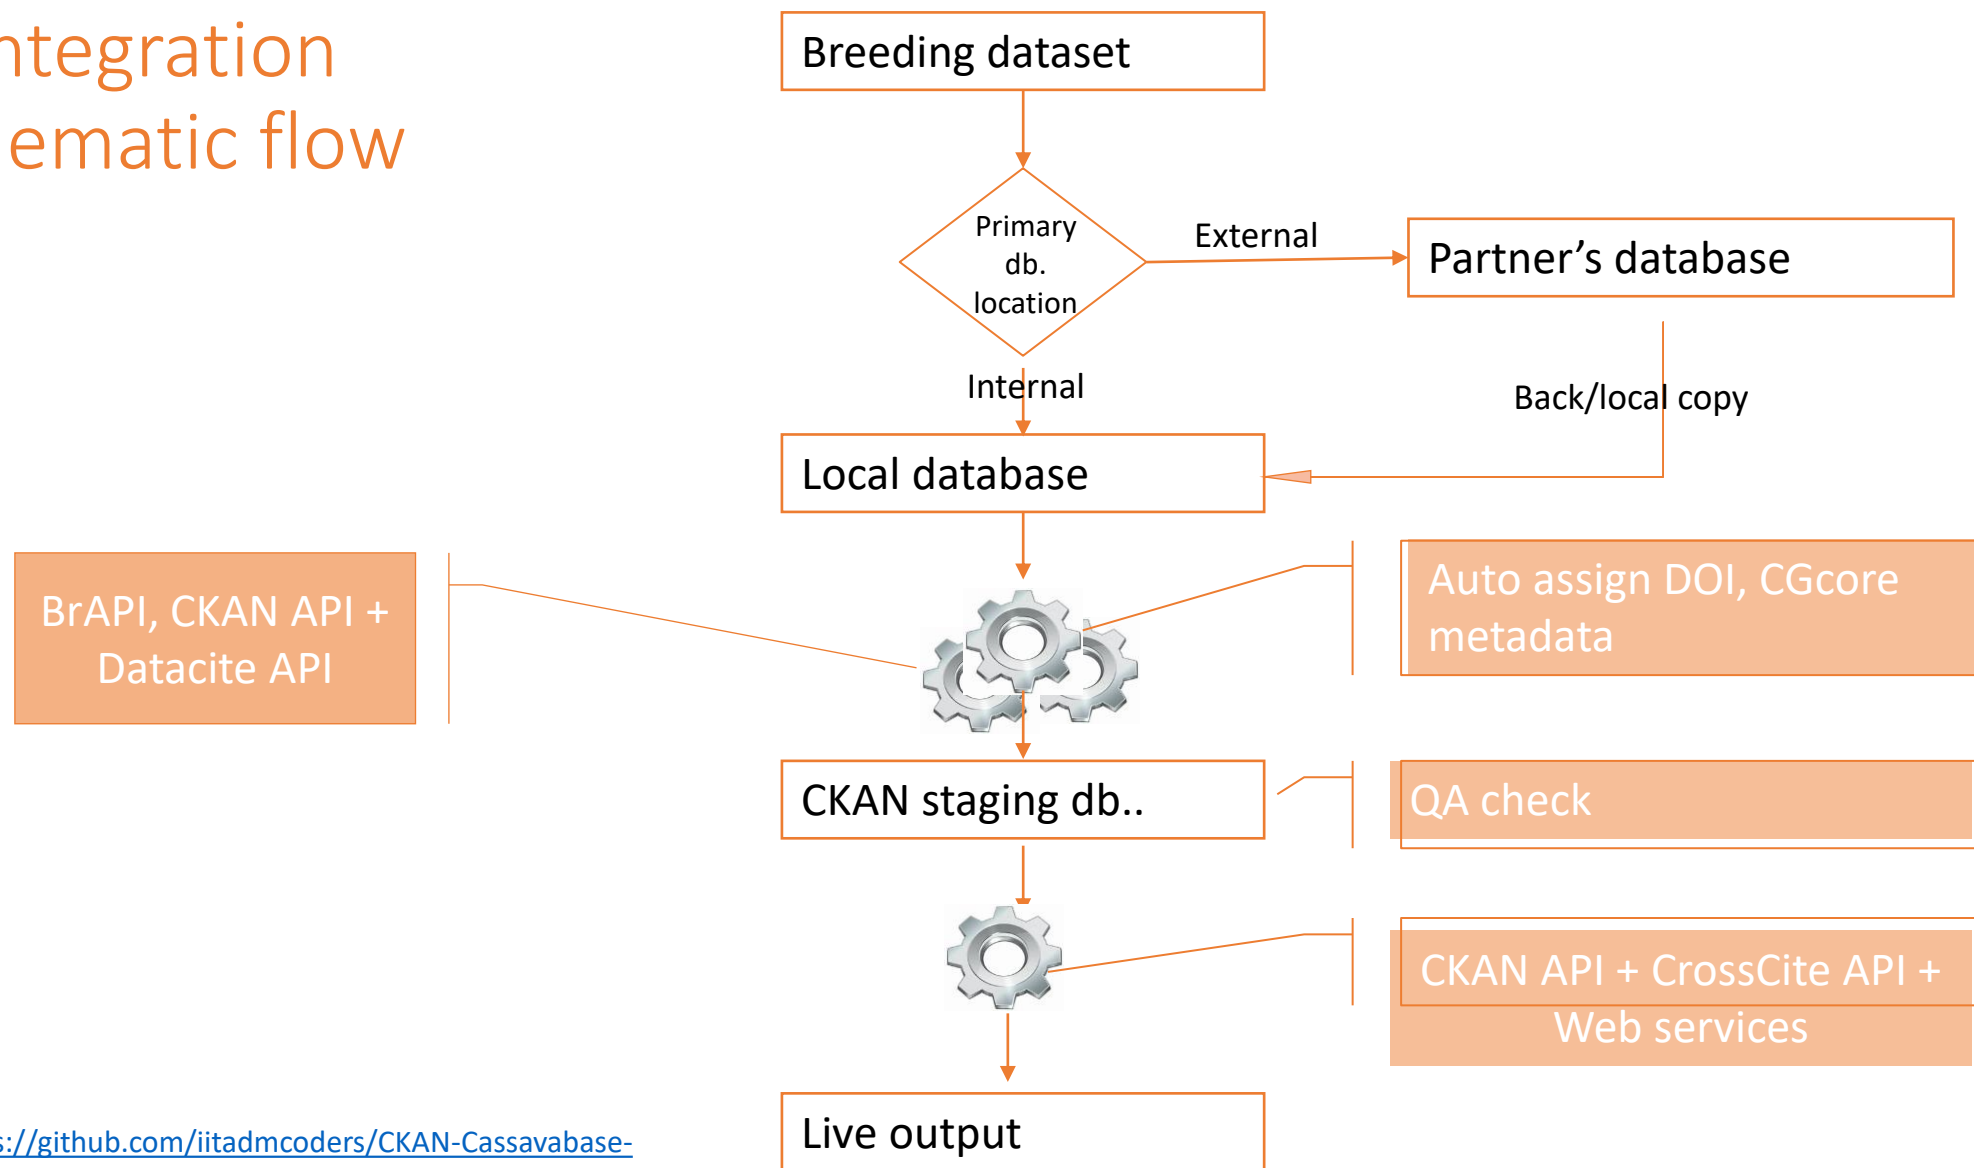 ntegration
ematic flow
Breeding dataset
Primary
db.
location
External
Partner’s database
Internal
Back/local copy
Local database
BrAPI, CKAN API +
Datacite API
Auto assign DOI, CGcore
metadata
CKAN staging db..
QA check
CKAN API + CrossCite API +
Web services
Live output
s://github.com/iitadmcoders/CKAN-Cassavabase-